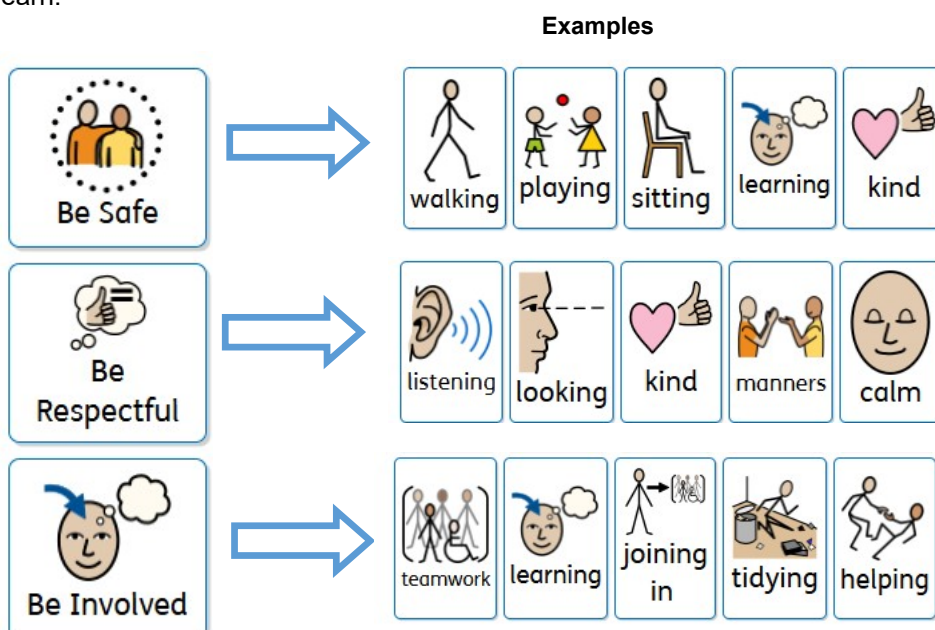 Examples
Be Safe
walking
playing
sitting
learning
kind
Be
Respectful
listening
looking
kind
manners
calm
Be Involved
teamwork
learning
joining
in
tidying
helping